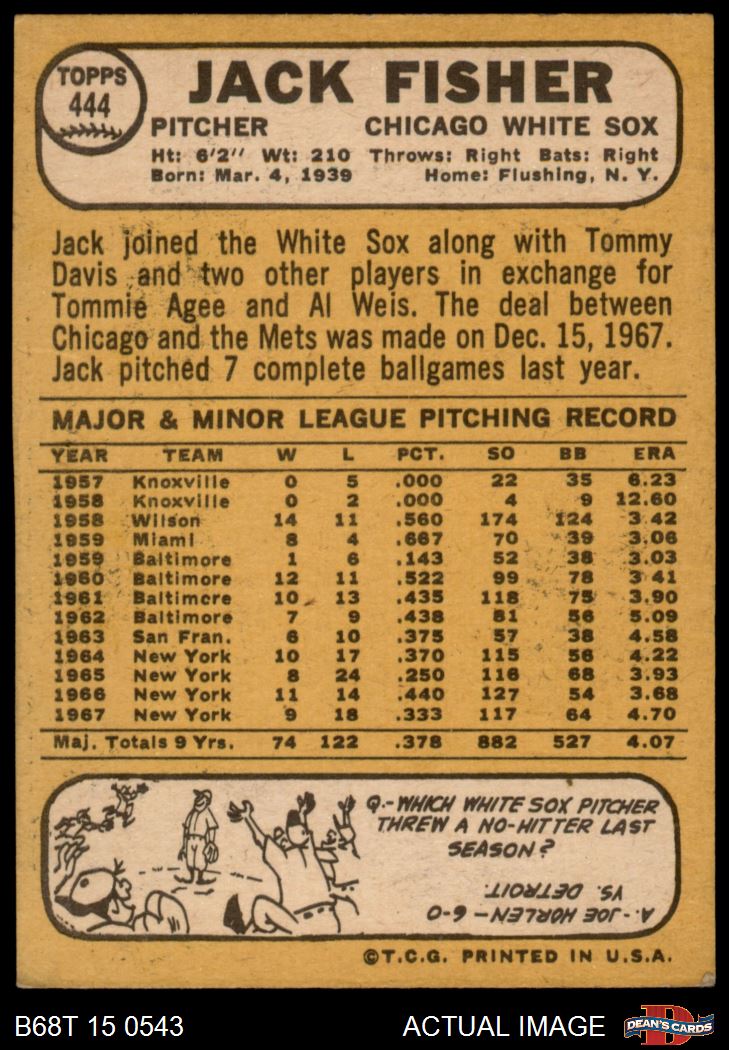 TOPPS
444
JACK FISHER
PITCHER CHICAGO WHITE SOX
Ht: 6'2" Wt: 210 Throws: Right Bats: Right
Born: Mar. 4, 1939 Home: Flushing, N. Y.
Jack joined the White Sox along with Tommy
Davis and two other players in exchange for
Tommie Agee and Al Weis. The deal between
Chicago and the Mets was made on Dec. 15, 1967.
Jack pitched 7 complete ballgames last year.
MAJOR & MINOR LEAGUE PITCHING RECORD
YEAR TEAM W L PCT. SO BB ERA
1957 Knoxville 0 5 .000 22 35 6.23
1958 Knoxville 0 2 .000 4 9 12.60
1958 Wilson 14 11 .560 174 124 3.42
1959 Miami 8 4 .667 70 39 3.06
1959 Baltimore 1 6 .143 52 38 3.03
1960 Baltimore 12 11 .522 99 78 3.41
1961 Baltimore 10 13 .435 118 75 3.90
1962 Baltimore 7 9 .438 81 56 5.09
1963 San Fran. 6 10 .375 57 38 4.58
1964 New York 10 17 .370 115 56 4.22
1965 New York 8 24 .250 116 68 3.93
1966 New York 11 14 .440 127 54 3.68
1967 New York 9 18 .333 117 64 4.70
Maj. Totals 9 Yrs. 74 122 .378 882 527 4.07
Q.-WHICH WHITE SOX PITCHER
THREW A NO-HITTER LAST
SEASON?
A.-JOE HORLEN-6-0
VS. DETROIT.
©T.C.G. PRINTED IN U.S.A.
B68T 15 0543 ACTUAL IMAGE
D
DEAN'S CARDS